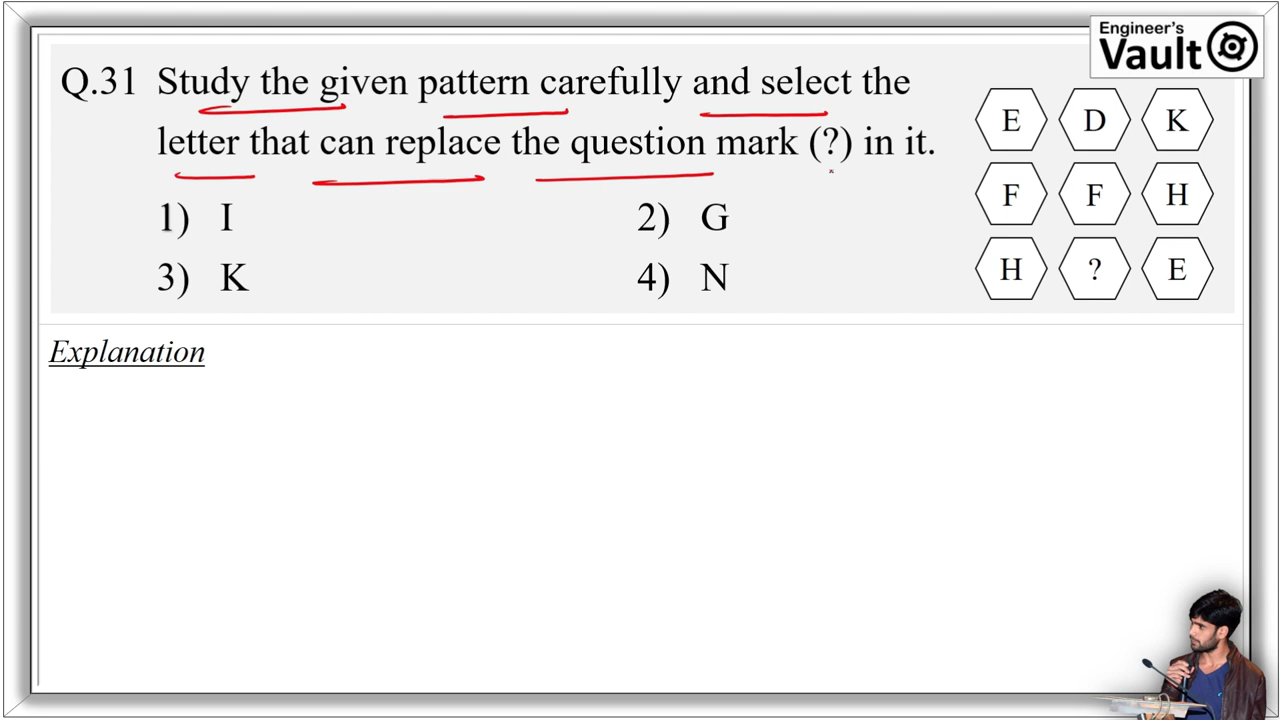 Engineer's
Vault
Q.31 Study the given pattern carefully and select the
letter that can replace the question mark (?) in it.
1) I 2) G
3) K 4) N
E D K
F F H
H ? E
Explanation